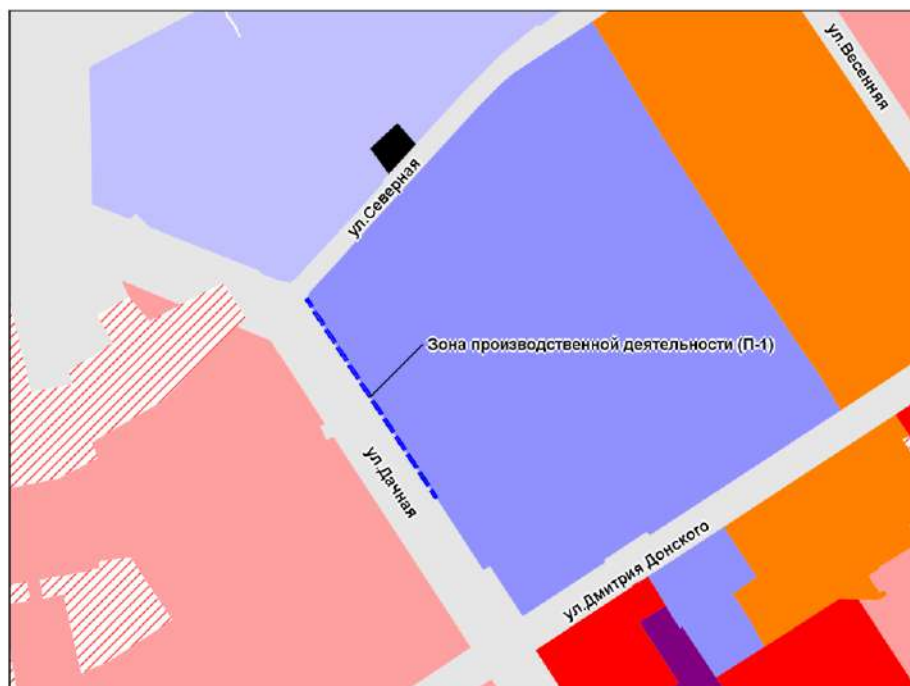 ул.Весенняя
ул.Северная
Зона производственной деятельности (П-1)
ул.Дачная
ул.Дмитрия Донского